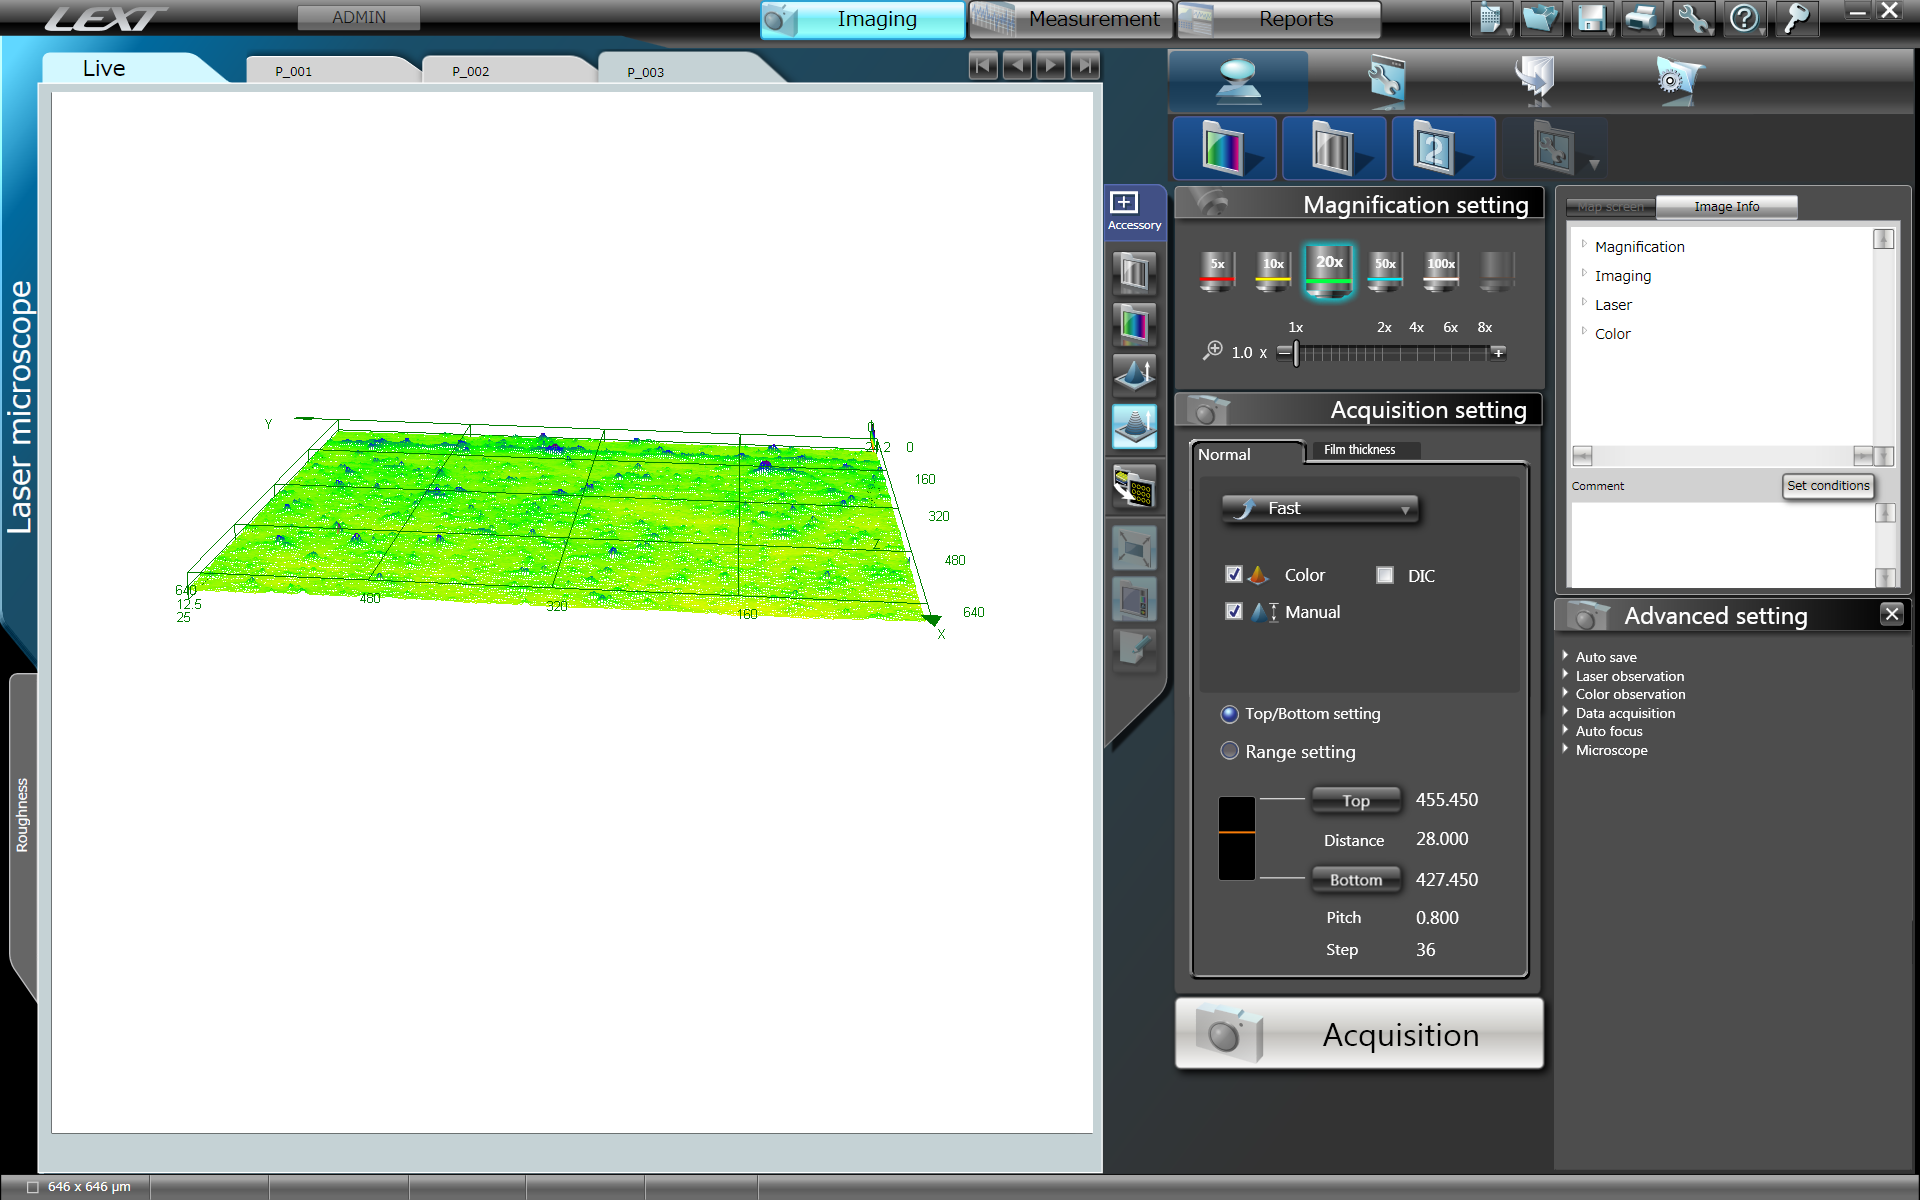 LEXT
ADMIN
Imaging
Measurement
Reports
Live
P_001
P_002
P_003
Laser microscope
Roughness
Y
0
24.2
0
160
320
Z
480
640
X
640
12.5
25
480
320
160
Accessory
Magnification setting
5x
10x
20x
50x
100x
1x 2x 4x 6x 8x
1.0 x
Acquisition setting
Normal
Film thickness
Fast
Color
DIC
Manual
Top/Bottom setting
Range setting
Top 455.450
Distance 28.000
Bottom 427.450
Pitch 0.800
Step 36
Acquisition
Map screen
Image Info
Magnification
Imaging
Laser
Color
Comment
Set conditions
Advanced setting
Auto save
Laser observation
Color observation
Data acquisition
Auto focus
Microscope
2
646 x 646 µm